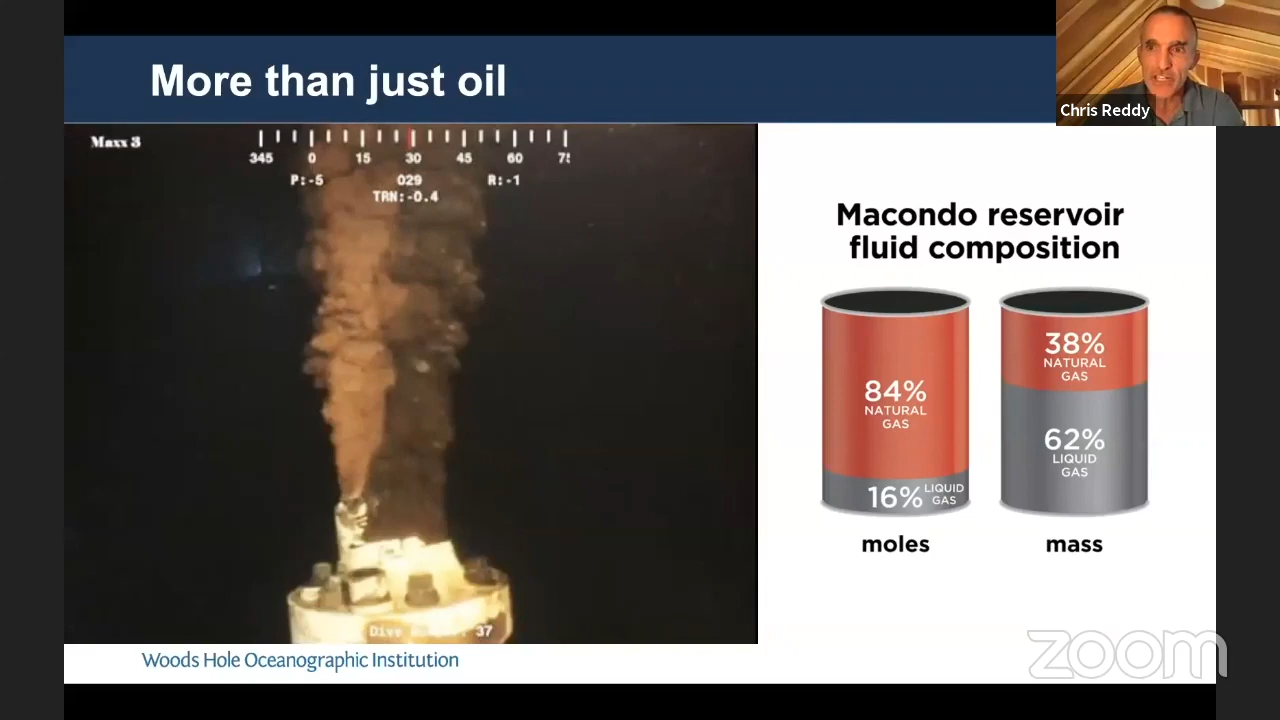 More than just oil
Chris Reddy
Maxx 3
345 0 15 30 45 60
P:-5 029 R:-1
TRN:-0.4
Macondo reservoir
fluid composition
84%
NATURAL
GAS
16% LIQUID
GAS
moles
38%
NATURAL
GAS
62%
LIQUID
GAS
mass
37
Woods Hole Oceanographic Institution
zoom